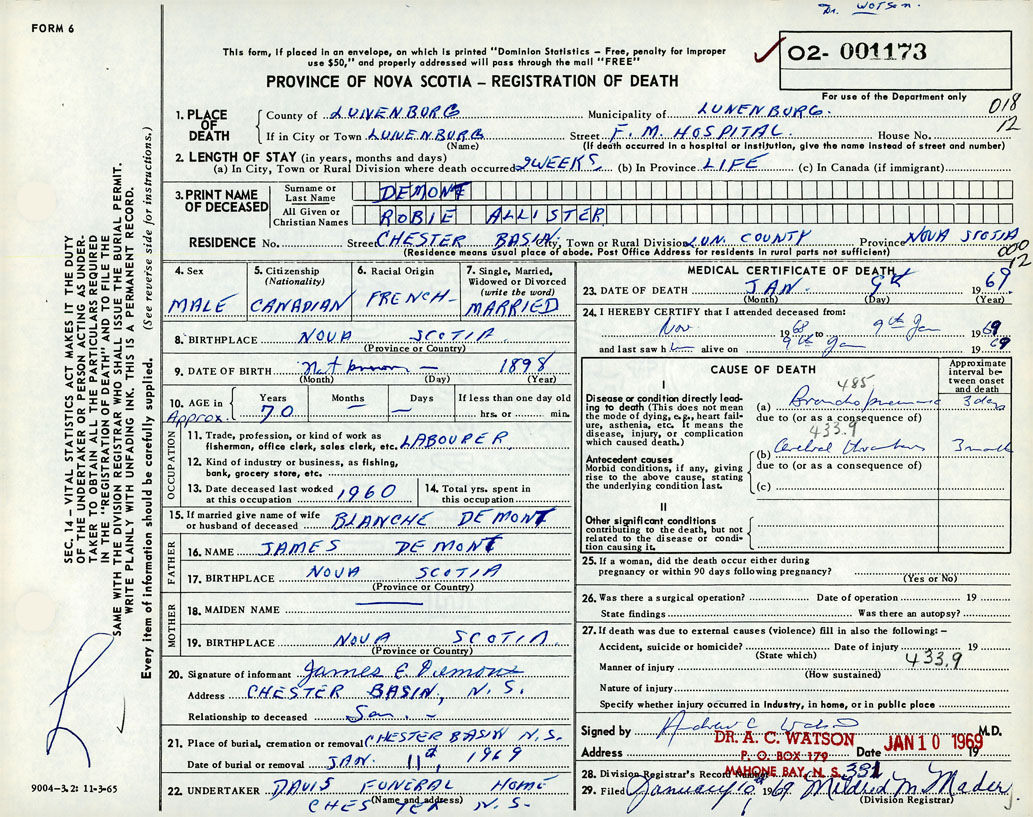 Dr. WATSON.
FORM 6
This form, if placed in an envelope, on which is printed "Dominion Statistics – Free, penalty for improper
use $50," and properly addressed will pass through the mail "FREE"
02- 001173
PROVINCE OF NOVA SCOTIA – REGISTRATION OF DEATH
For use of the Department only
018
12
1. PLACE OF DEATH
County of LUNENBURG Municipality of LUNENBURG.
If in City or Town LUNENBURG Street F. M. HOSPITAL. House No.
(Name) (If death occurred in a hospital or institution, give the name instead of street and number)
2. LENGTH OF STAY (in years, months and days)
(a) In City, Town or Rural Division where death occurred 2 WEEKS (b) In Province LIFE (c) In Canada (if immigrant)
3. PRINT NAME OF DECEASED
Surname or Last Name DEMONT
All Given or Christian Names ROBIE ALLISTER
RESIDENCE No. Street CHESTER BASIN. City, Town or Rural Division LUN. COUNTY Province NOVA SCOTIA
(Residence means usual place of abode. Post Office Address for residents in rural parts not sufficient)
000
12
4. Sex MALE
5. Citizenship (Nationality) CANADIAN
6. Racial Origin FRENCH
7. Single, Married, Widowed or Divorced (write the word) MARRIED
8. BIRTHPLACE NOVA SCOTIA
(Province or Country)
9. DATE OF BIRTH Not known – 1898
(Month) (Day) (Year)
10. AGE in Years Months Days If less than one day old
Approx. 70 — — hrs. or min.
OCCUPATION
11. Trade, profession, or kind of work as
fisherman, office clerk, sales clerk, etc. LABOURER
12. Kind of industry or business, as fishing,
bank, grocery store, etc.
13. Date deceased last worked at this occupation 1960
14. Total yrs. spent in this occupation
15. If married give name of wife
or husband of deceased BLANCHE DEMONT
FATHER
16. NAME JAMES DEMONT
17. BIRTHPLACE NOVA SCOTIA
(Province or Country)
MOTHER
18. MAIDEN NAME ———
19. BIRTHPLACE NOVA SCOTIA.
(Province or Country)
20. Signature of informant James E. Demont
Address CHESTER BASIN, N.S.
Relationship to deceased Son. –
21. Place of burial, cremation or removal CHESTER BASIN N.S.
Date of burial or removal JAN. 11th, 1969
22. UNDERTAKER DAVIS FUNERAL HOME
(Name and address)
CHESTER N.S.
MEDICAL CERTIFICATE OF DEATH
23. DATE OF DEATH JAN. 9th 1969
(Month) (Day) (Year)
24. I HEREBY CERTIFY that I attended deceased from:
Nov 1968 to 9th Jan 1969
and last saw h im alive on 9th Jan 1969
CAUSE OF DEATH
Approximate interval between onset and death
I
485
Disease or condition directly leading to death (This does not mean
the mode of dying, e.g., heart failure, asthenia, etc. It means the
disease, injury, or complication
which caused death.)
(a) Bronchopneumonia 3 days
due to (or as a consequence of)
433.9
Antecedent causes
Morbid conditions, if any, giving
rise to the above cause, stating
the underlying condition last.
(b) Cerebral thrombosis 3 months
due to (or as a consequence of)
(c)
II
Other significant conditions
contributing to the death, but not
related to the disease or condition causing it.
25. If a woman, did the death occur either during
pregnancy or within 90 days following pregnancy?
(Yes or No)
26. Was there a surgical operation? Date of operation 19
State findings Was there an autopsy?
27. If death was due to external causes (violence) fill in also the following: –
Accident, suicide or homicide? Date of injury 19
(State which) 433.9
Manner of injury
(How sustained)
Nature of injury
Specify whether injury occurred in industry, in home, or in public place
Signed by Andrew C Watson M.D.
DR. A. C. WATSON
P. O. BOX 179
MAHONE BAY, N. S.
Address Date JAN 10 1969 19
28. Division Registrar's Record 381
29. Filed January 10 1969 Mildred M. Mader
(Division Registrar)
SEC. 14 – VITAL STATISTICS ACT MAKES IT THE DUTY
OF THE UNDERTAKER OR PERSON ACTING AS UNDER-
TAKER TO OBTAIN ALL THE PARTICULARS REQUIRED
IN THE "REGISTRATION OF DEATH" AND TO FILE THE
SAME WITH THE DIVISION REGISTRAR WHO SHALL ISSUE THE BURIAL PERMIT.
WRITE PLAINLY WITH UNFADING INK. THIS IS A PERMANENT RECORD.
Every item of information should be carefully supplied. (See reverse side for instructions.)
9004–3.2: 11-3-65